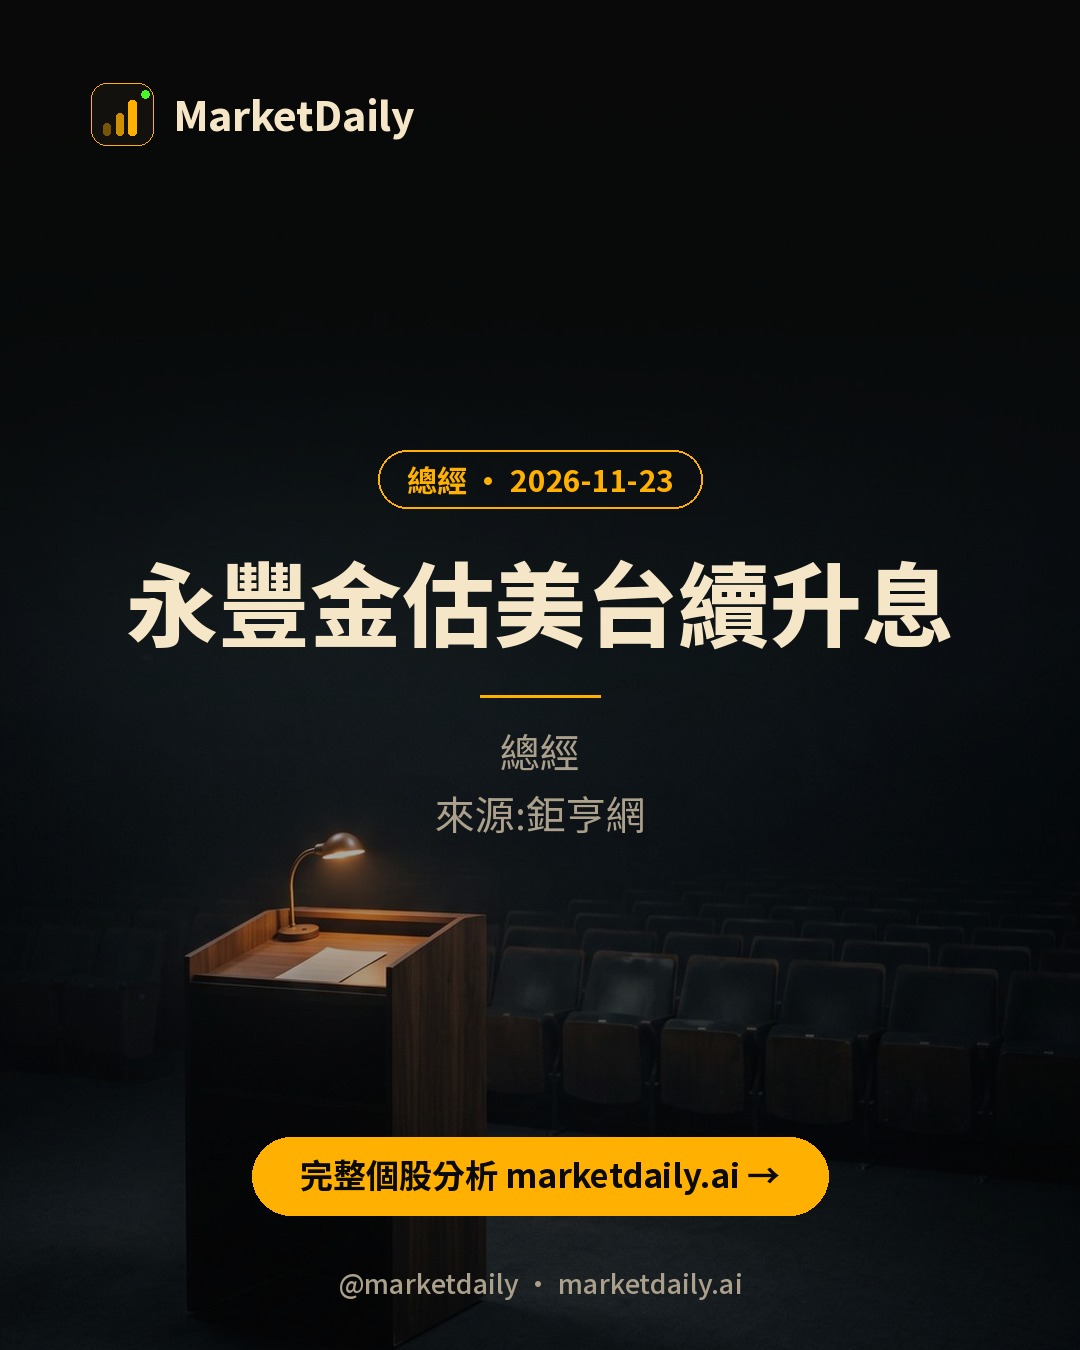 MarketDaily
總經 • 2026-11-23
永豐金估美台續升息
總經
來源:鉅亨網
完整個股分析 marketdaily.ai →
@marketdaily • marketdaily.ai